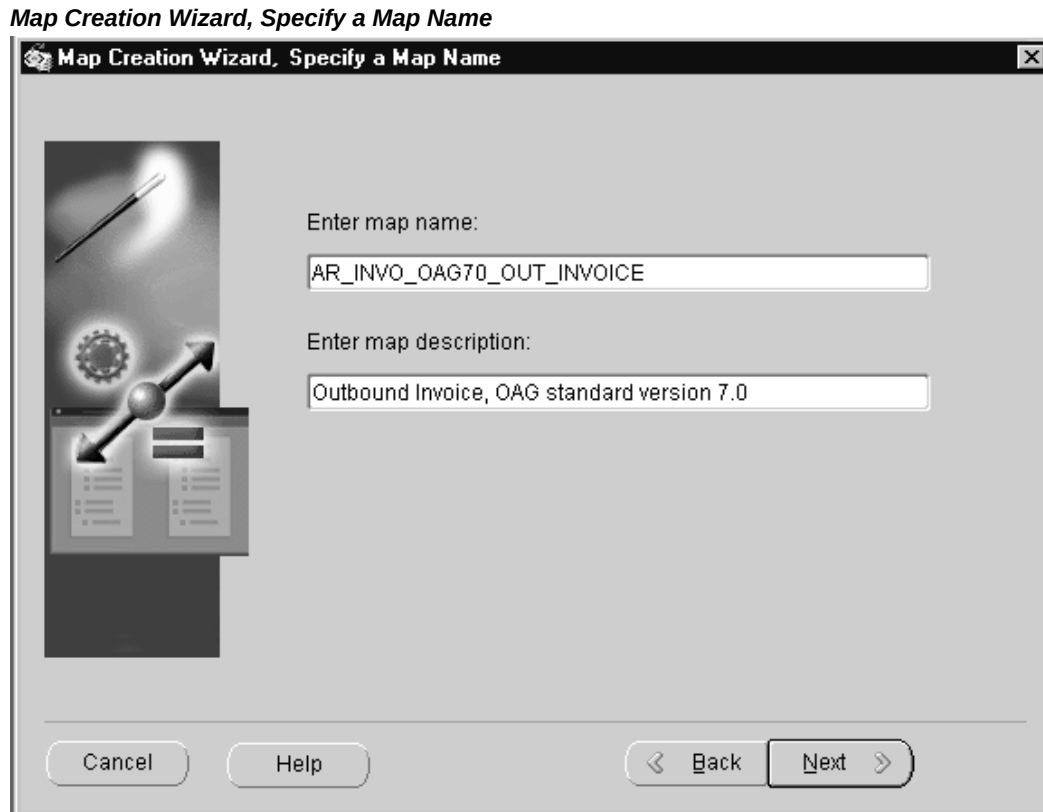 Map Creation Wizard, Specify a Map Name
Map Creation Wizard, Specify a Map Name
Enter map name:
AR_INVO_OAG70_OUT_INVOICE
Enter map description:
Outbound Invoice, OAG standard version 7.0
Cancel Help Back Next